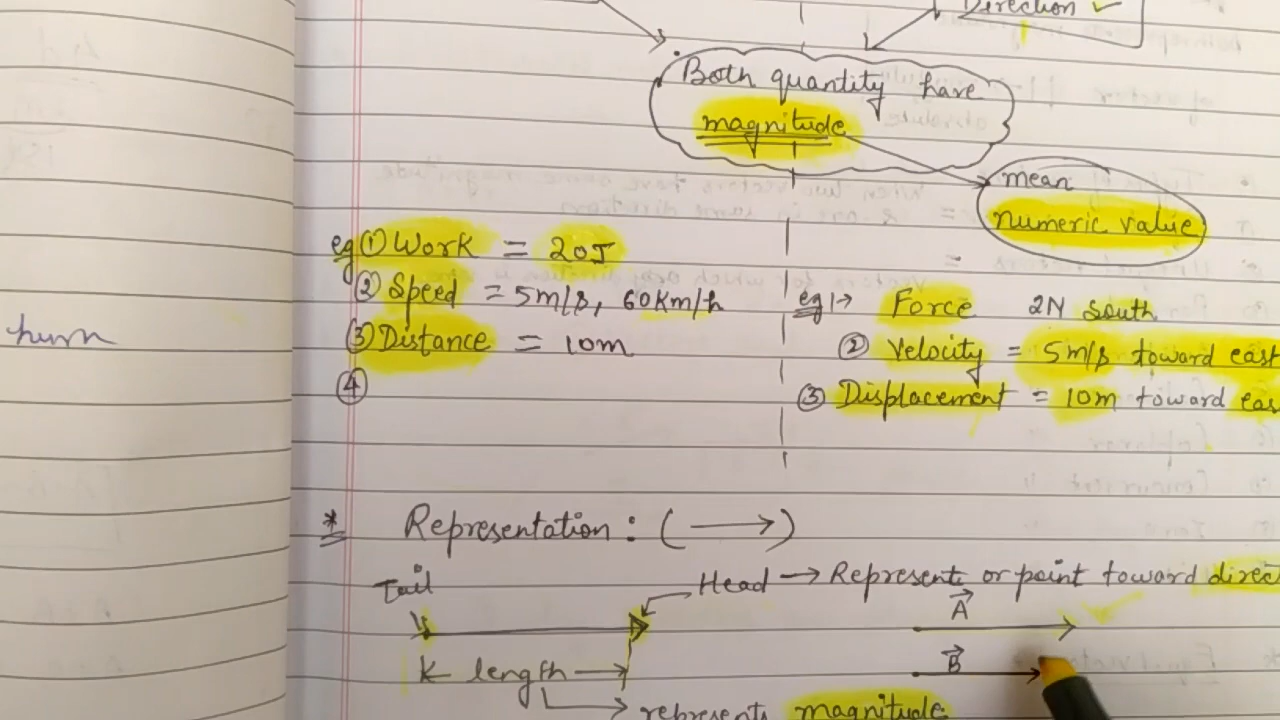 Direction ✓
Both quantity have
magnitude
mean
numeric value
eg ① Work = 20J
② Speed = 5m/s, 60km/h
③ Distance = 10m
④
eg 1→ Force 2N South
② Velocity = 5m/s toward east
③ Displacement = 10m toward eas
* Representation : ( ⟶ )
Tail
Head → Represents or point toward direc
A
B
K length →
represents magnitude